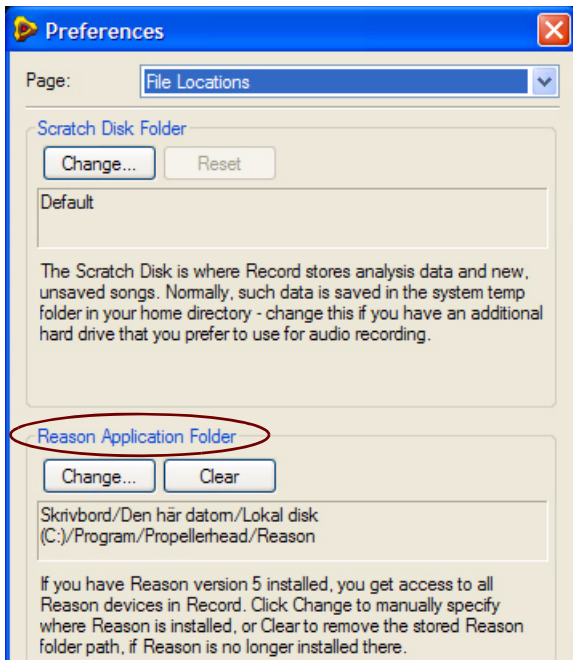 Preferences
Page: File Locations
Scratch Disk Folder
Change... Reset
Default
The Scratch Disk is where Record stores analysis data and new,
unsaved songs. Normally, such data is saved in the system temp
folder in your home directory - change this if you have an additional
hard drive that you prefer to use for audio recording.
Reason Application Folder
Change... Clear
Skrivbord/Den här datorn/Lokal disk
(C:)/Program/Propellerhead/Reason
If you have Reason version 5 installed, you get access to all
Reason devices in Record. Click Change to manually specify
where Reason is installed, or Clear to remove the stored Reason
folder path, if Reason is no longer installed there.